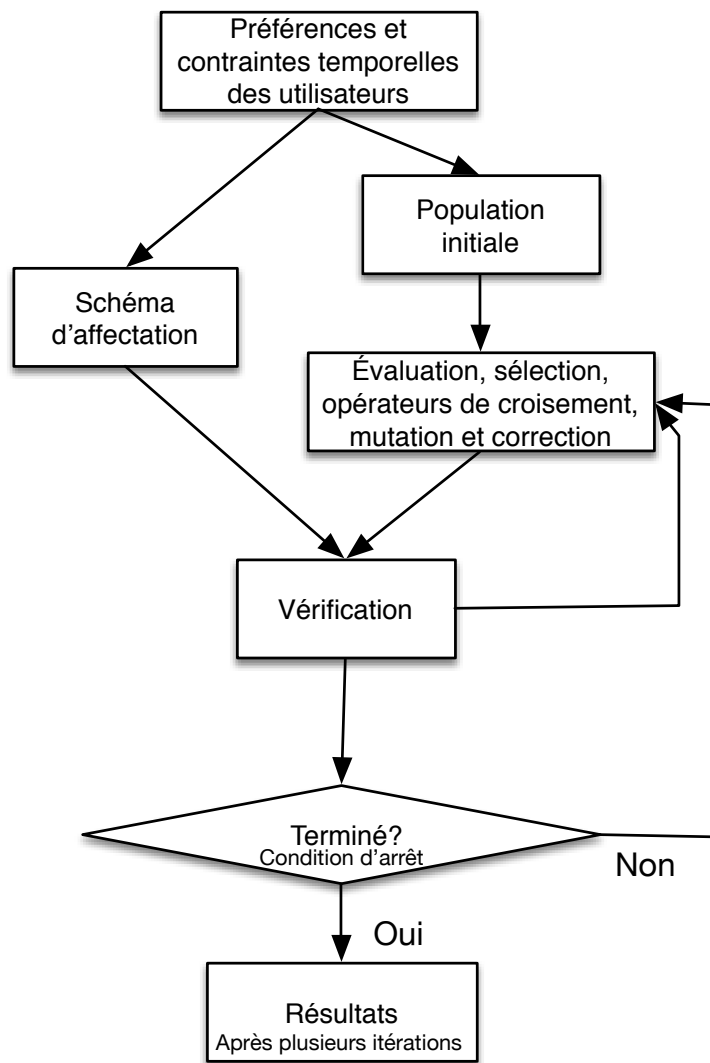 Préférences et
contraintes temporelles
des utilisateurs
Population
initiale
Schéma
d'affectation
Évaluation, sélection,
opérateurs de croisement,
mutation et correction
Vérification
Terminé?
Condition d'arrêt
Non
Oui
Résultats
Après plusieurs itérations